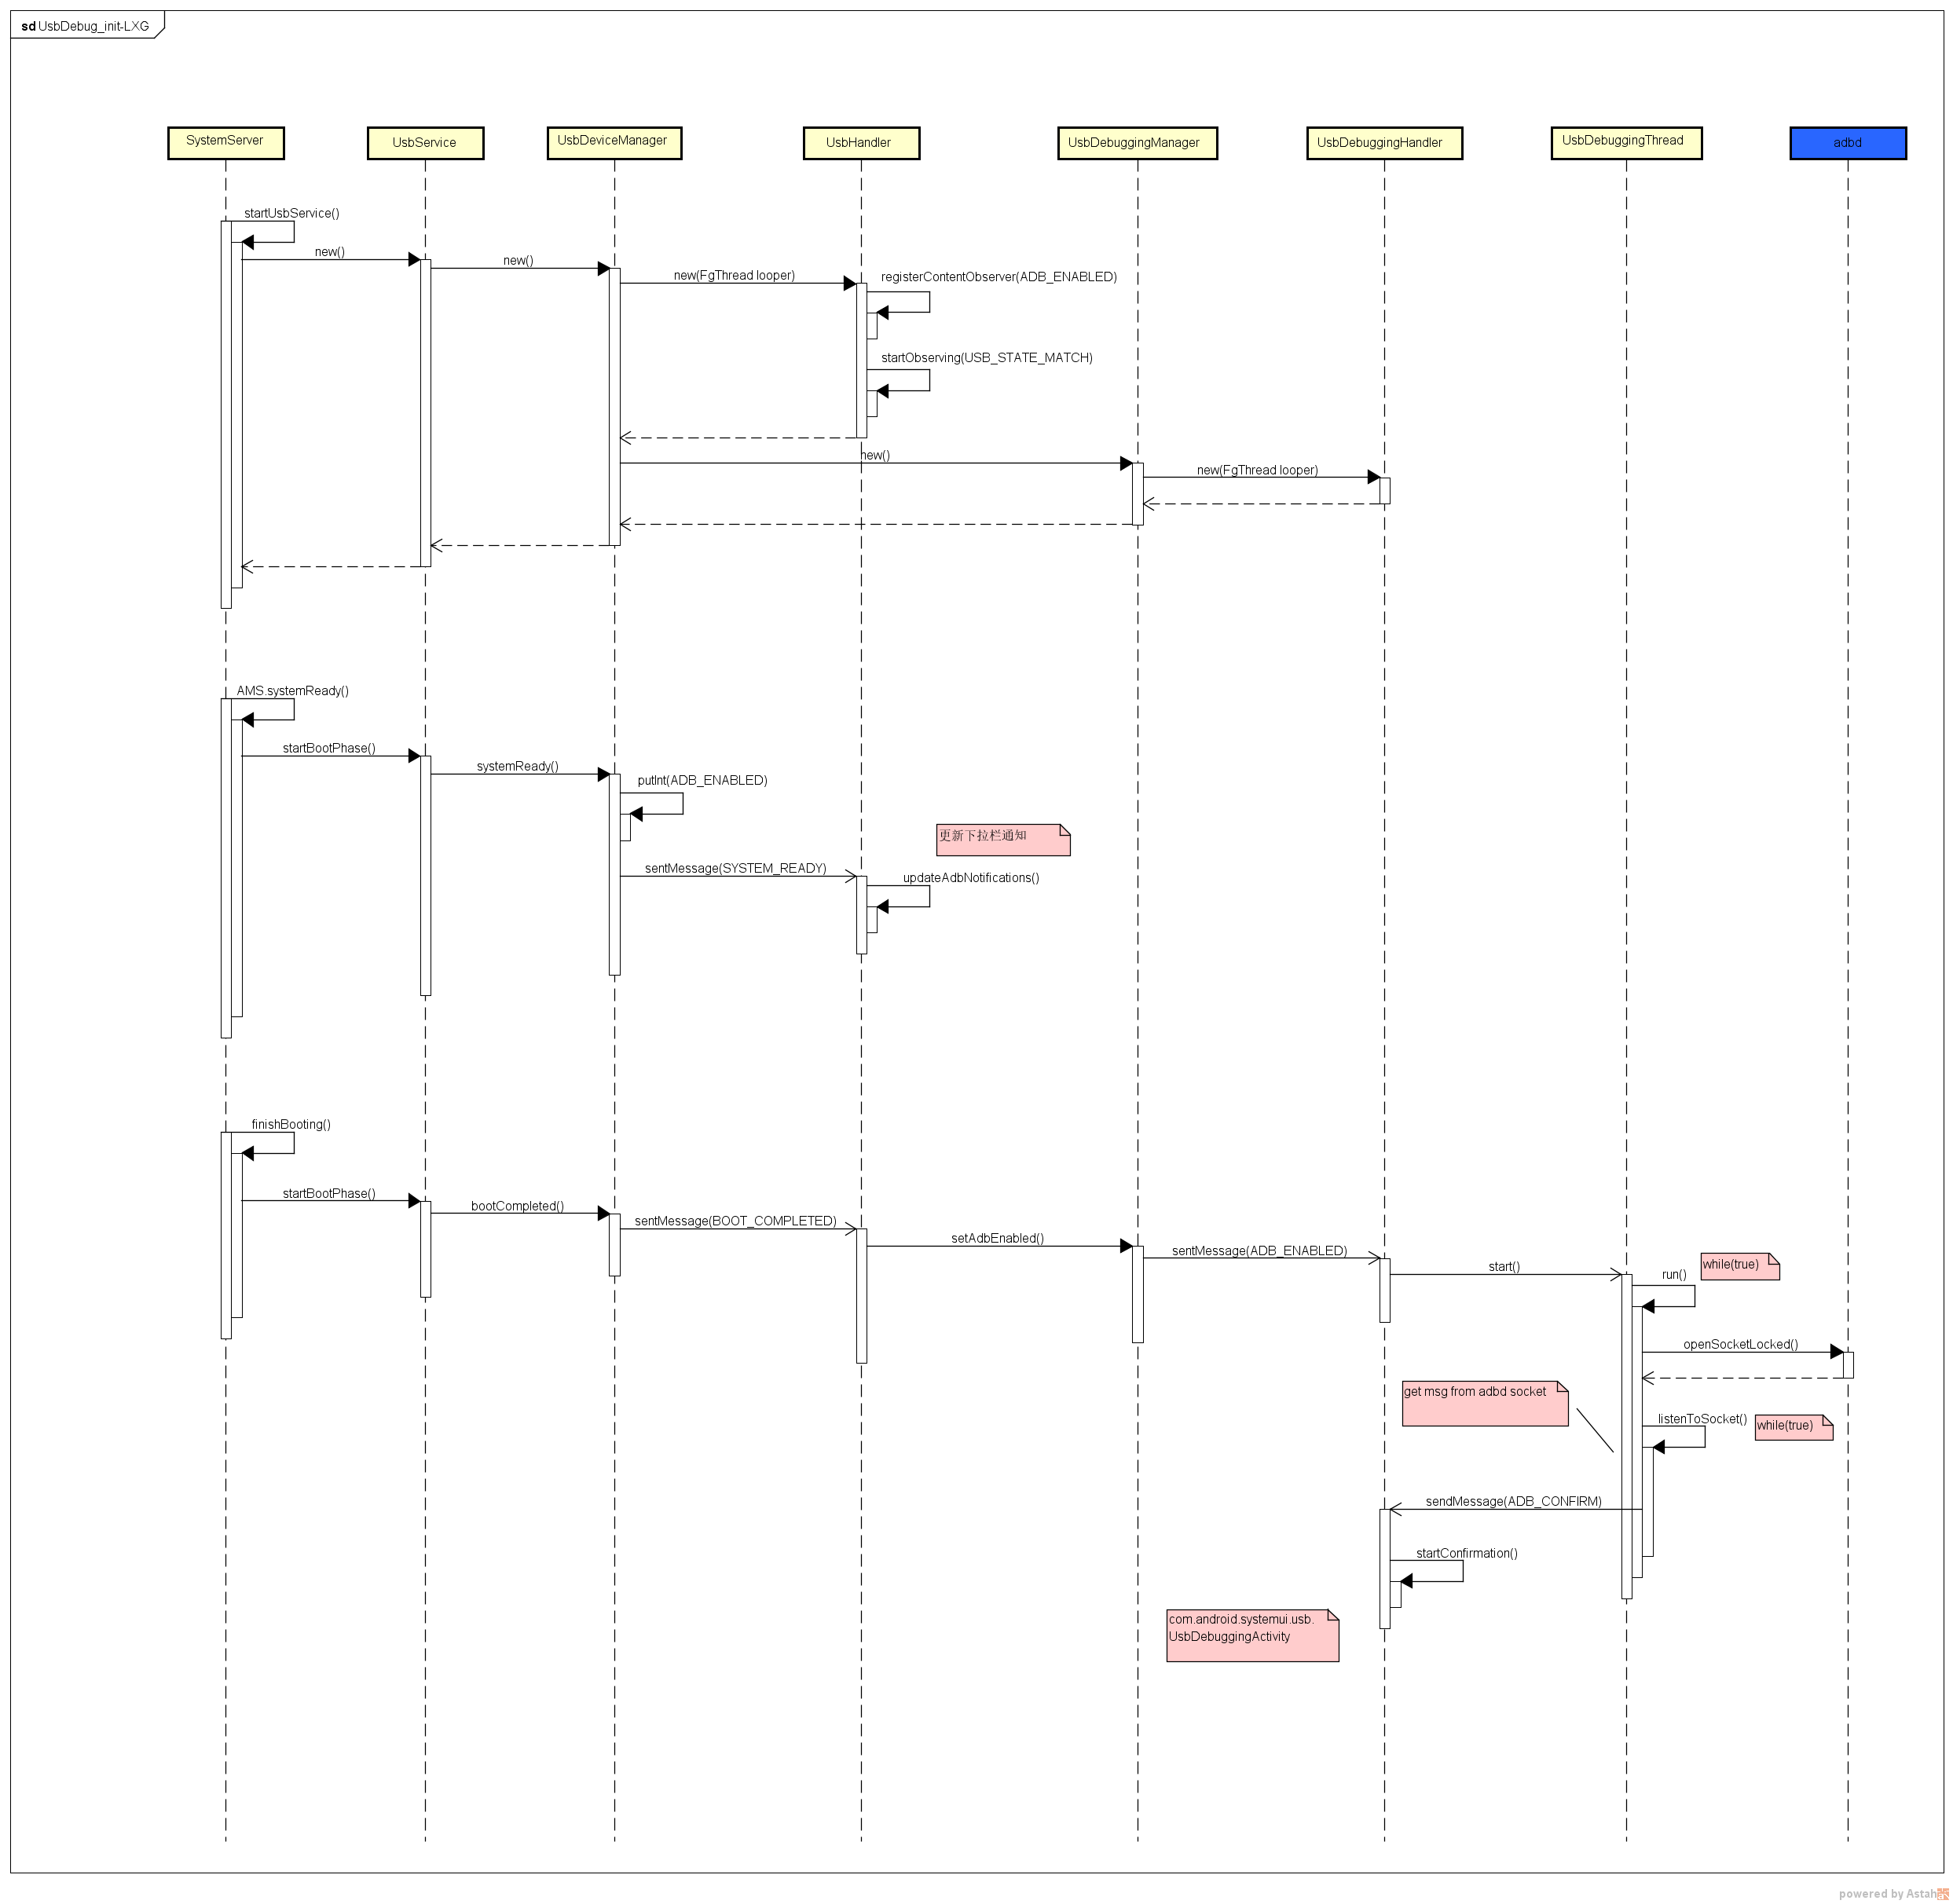 sd UsbDebug_init-LXG
SystemServer
UsbService
UsbDeviceManager
UsbHandler
UsbDebuggingManager
UsbDebuggingHandler
UsbDebuggingThread
adbd
startUsbService()
new()
new()
new(FgThread looper)
registerContentObserver(ADB_ENABLED)
startObserving(USB_STATE_MATCH)
new()
new(FgThread looper)
AMS.systemReady()
startBootPhase()
systemReady()
putInt(ADB_ENABLED)
更新下拉栏通知
sentMessage(SYSTEM_READY)
updateAdbNotifications()
finishBooting()
startBootPhase()
bootCompleted()
sentMessage(BOOT_COMPLETED)
setAdbEnabled()
sentMessage(ADB_ENABLED)
start()
run()
while(true)
openSocketLocked()
get msg from adbd socket
listenToSocket()
while(true)
sendMessage(ADB_CONFIRM)
startConfirmation()
com.android.systemui.usb.
UsbDebuggingActivity
powered by Astah